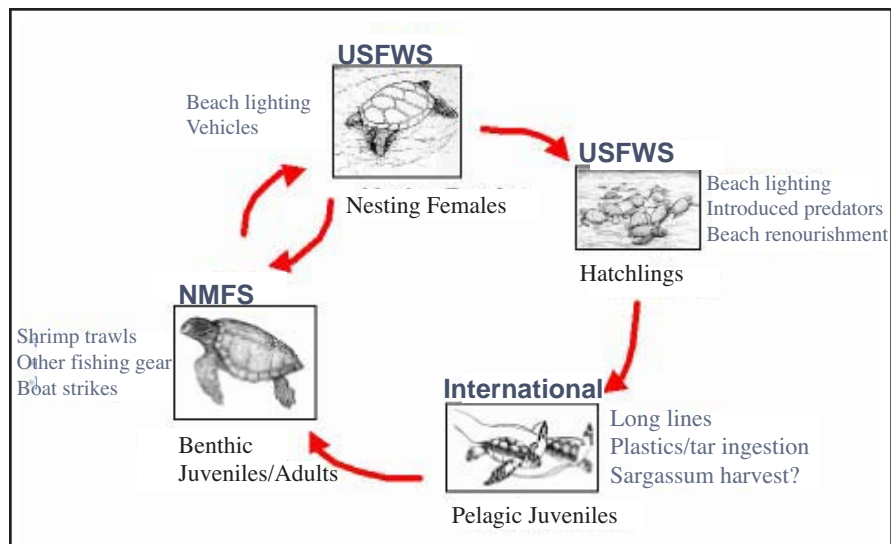 USFWS
Beach lighting
Vehicles
Nesting Females
USFWS
Beach lighting
Introduced predators
Beach renourishment
Hatchlings
NMFS
Shrimp trawls
Other fishing gear
Boat strikes
Benthic
Juveniles/Adults
International
Long lines
Plastics/tar ingestion
Sargassum harvest?
Pelagic Juveniles